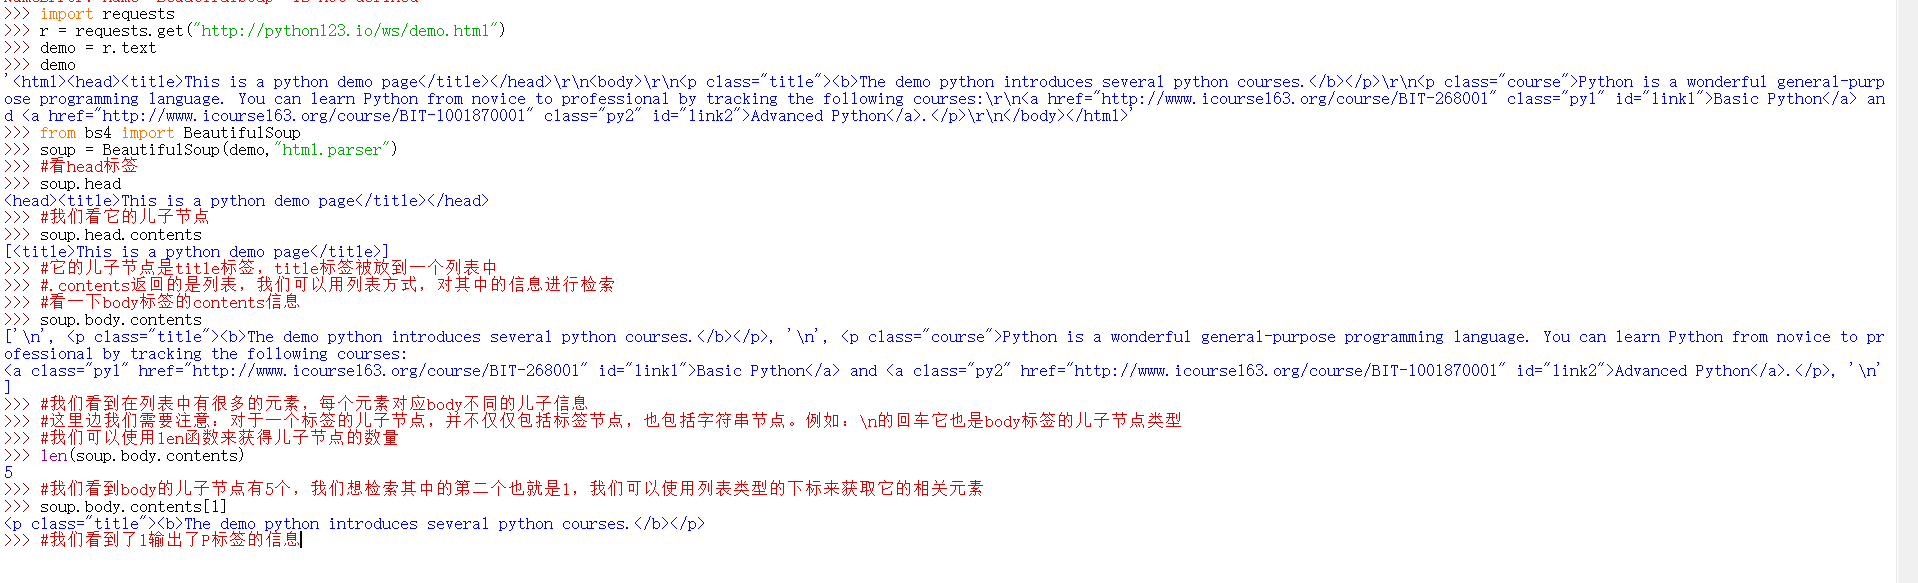 >>> import requests
>>> r = requests.get("http://python123.io/ws/demo.html")
>>> demo = r.text
>>> demo
'<html><head><title>This is a python demo page</title></head>\r\n<body>\r\n<p class="title"><b>The demo python introduces several python courses.</b></p>\r\n<p class="course">Python is a wonderful general-purp
ose programming language. You can learn Python from novice to professional by tracking the following courses:\r\n<a href="http://www.icourse163.org/course/BIT-268001" class="py1" id="link1">Basic Python</a> an
d <a href="http://www.icourse163.org/course/BIT-1001870001" class="py2" id="link2">Advanced Python</a>.</p>\r\n</body></html>'
>>> from bs4 import BeautifulSoup
>>> soup = BeautifulSoup(demo,"html.parser")
>>> #看head标签
>>> soup.head
<head><title>This is a python demo page</title></head>
>>> #我们看它的儿子节点
>>> soup.head.contents
[<title>This is a python demo page</title>]
>>> #它的儿子节点是title标签，title标签被放到一个列表中
>>> #.contents返回的是列表，我们可以用列表方式，对其中的信息进行检索
>>> #看一下body标签的contents信息
>>> soup.body.contents
['\n', <p class="title"><b>The demo python introduces several python courses.</b></p>, '\n', <p class="course">Python is a wonderful general-purpose programming language. You can learn Python from novice to pr
ofessional by tracking the following courses:
<a class="py1" href="http://www.icourse163.org/course/BIT-268001" id="link1">Basic Python</a> and <a class="py2" href="http://www.icourse163.org/course/BIT-1001870001" id="link2">Advanced Python</a>.</p>, '\n'
]
>>> #我们看到在列表中有很多的元素，每个元素对应body不同的儿子信息
>>> #这里边我们需要注意：对于一个标签的儿子节点，并不仅仅包括标签节点，也包括字符串节点。例如：\n的回车它也是body标签的儿子节点类型
>>> #我们可以使用len函数来获得儿子节点的数量
>>> len(soup.body.contents)
5
>>> #我们看到body的儿子节点有5个，我们想检索其中的第二个也就是1，我们可以使用列表类型的下标来获取它的相关元素
>>> soup.body.contents[1]
<p class="title"><b>The demo python introduces several python courses.</b></p>
>>> #我们看到了1输出了P标签的信息